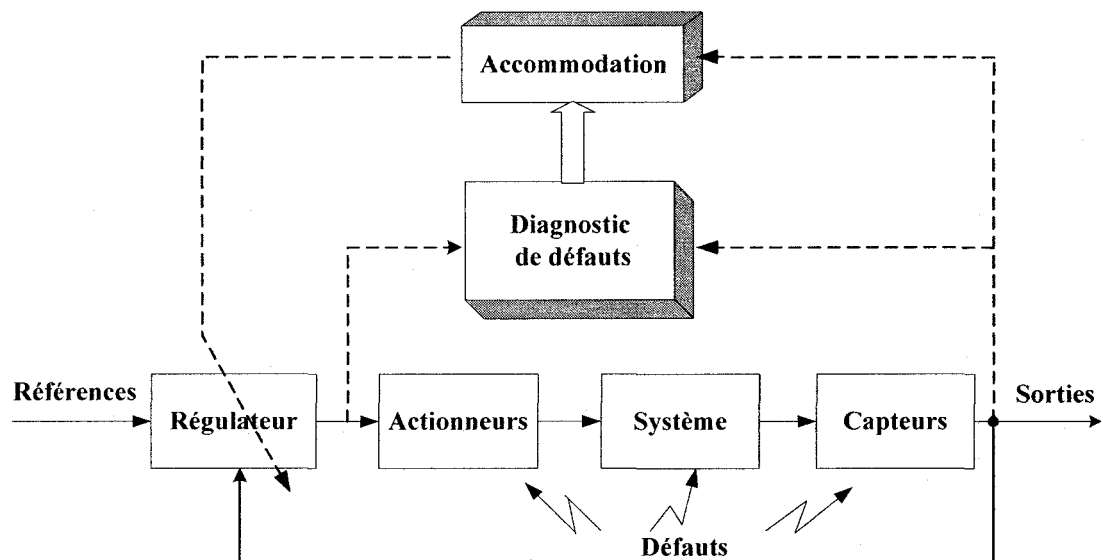 Accommodation
Diagnostic
de défauts
Références
Régulateur
Actionneurs
Système
Capteurs
Sorties
Défauts